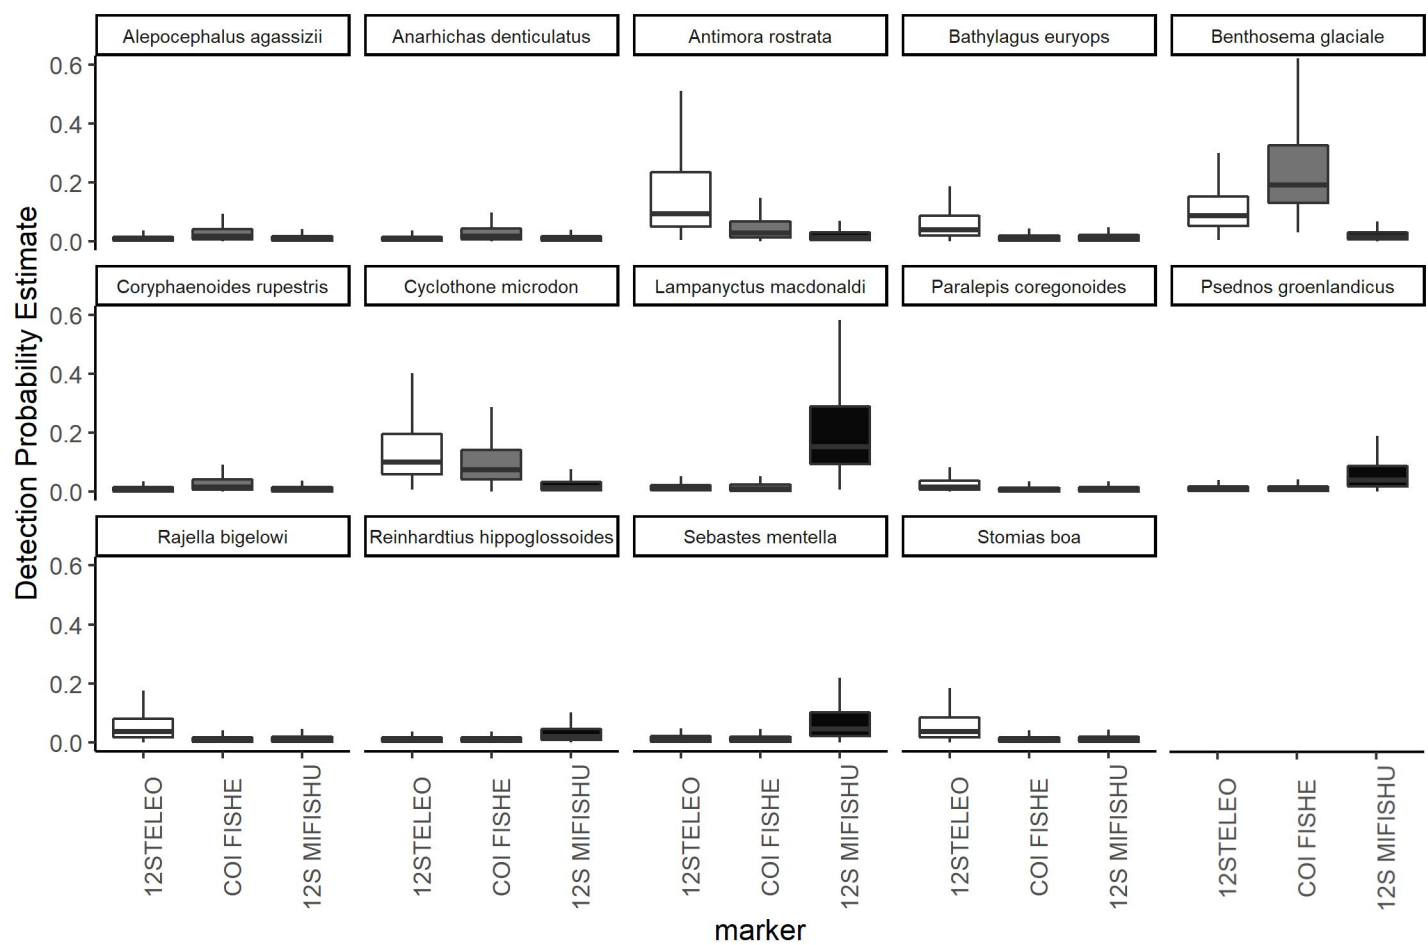 Alepocephalus agassizii Anarhichas denticulatus Antimora rostrata Bathylagus euryops Benthosema glaciale
0.6
0.4
0.2
0.0
Coryphaenoides rupestris Cyclothone microdon Lampanyctus macdonaldi Paralepis coregonoides Psednos groenlandicus
0.6
0.4
0.2
0.0
Rajella bigelowi Reinhardtius hippoglossoides Sebastes mentella Stomias boa
0.6
0.4
0.2
0.0
Detection Probability Estimate
12STELEO
COI FISHE
12S MIFISHU
12STELEO
COI FISHE
12S MIFISHU
12STELEO
COI FISHE
12S MIFISHU
12STELEO
COI FISHE
12S MIFISHU
12STELEO
COI FISHE
12S MIFISHU
marker